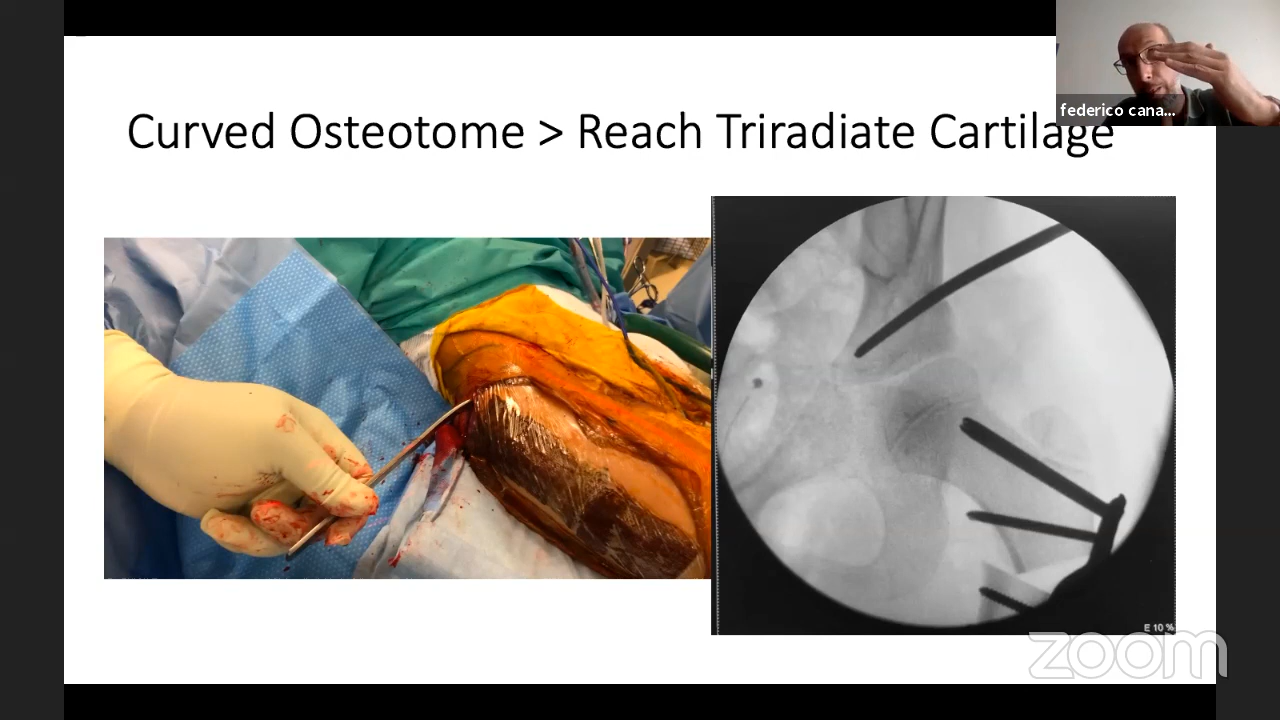 federico cana...
Curved Osteotome > Reach Triradiate Cartilage
E 10 %
zoom